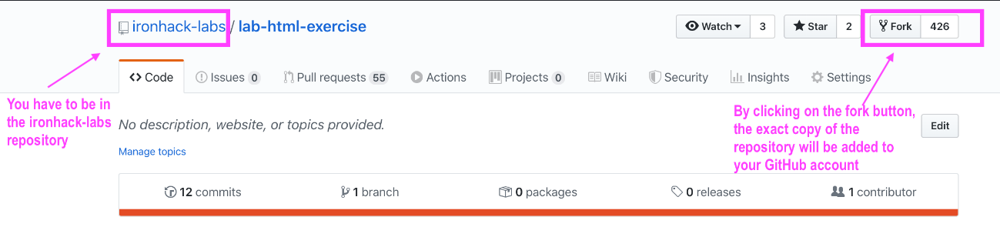 ironhack-labs / lab-html-exercise
Watch 3 Star 2 Fork 426
Code Issues 0 Pull requests 55 Actions Projects 0 Wiki Security Insights Settings
You have to be in
the ironhack-labs
repository
No description, website, or topics provided.
Manage topics
By clicking on the fork button,
the exact copy of the
repository will be added to
your GitHub account
Edit
12 commits 1 branch 0 packages 0 releases 1 contributor